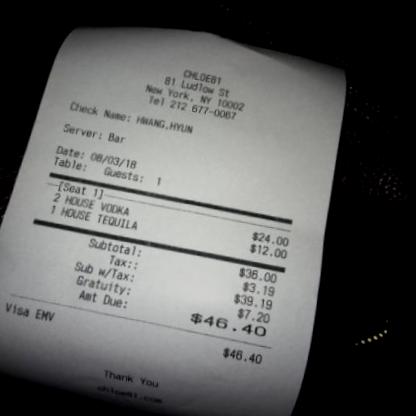 CHLOE81
81 Ludlow St
New York, NY 10002
Tel 212 677-0067
Check Name: HWANG,HYUN
Server: Bar
Date: 08/03/18
Table: Guests: 1
[Seat 1]
2 HOUSE VODKA $24.00
1 HOUSE TEQUILA $12.00
Subtotal: $36.00
Tax:: $3.19
Sub w/Tax: $39.19
Gratuity: $7.20
Amt Due: $46.40
Visa EMV $46.40
Thank You
chloe81.com